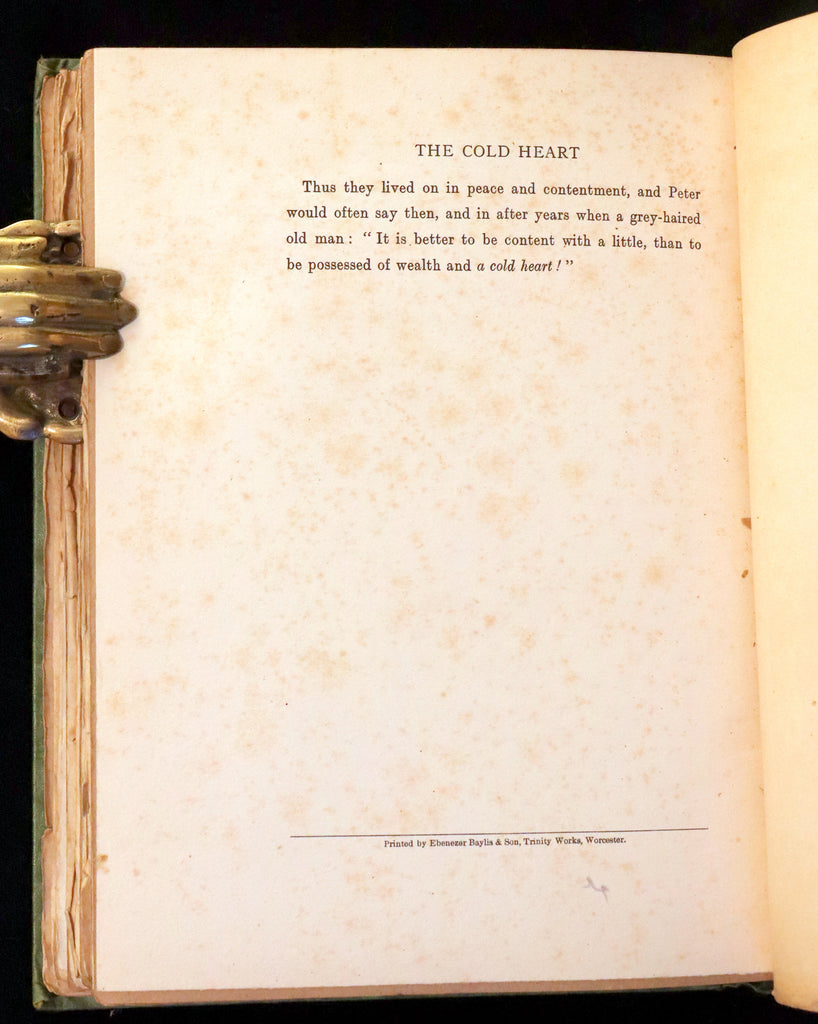 THE COLD HEART
Thus they lived on in peace and contentment, and Peter
would often say then, and in after years when a grey-haired
old man: " It is better to be content with a little, than to
be possessed of wealth and a cold heart! "
Printed by Ebenezer Baylis & Son, Trinity Works, Worcester.